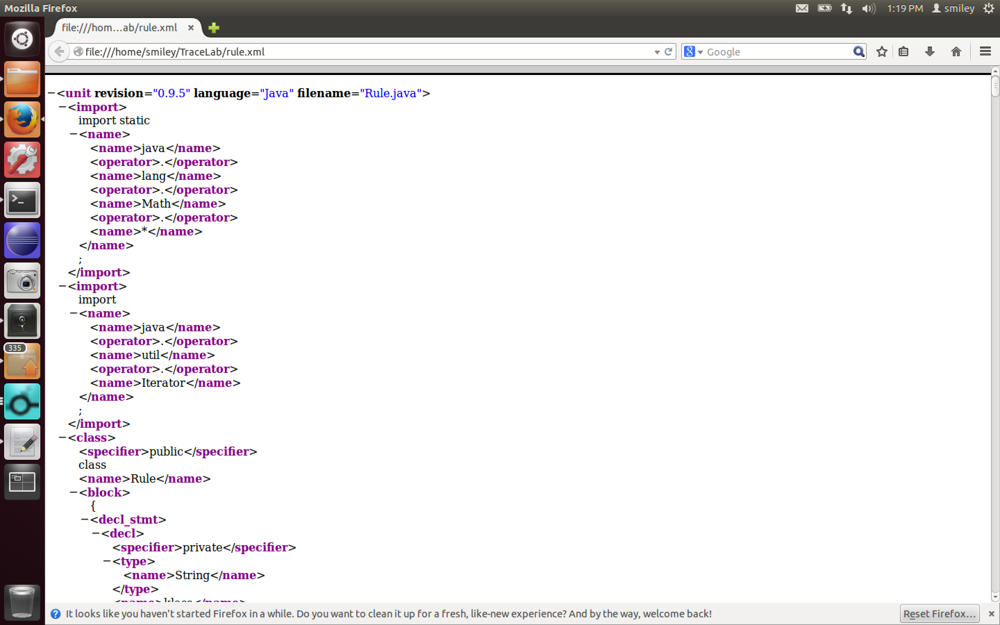 Mozilla Firefox
1:19 PM smiley
file:///hom...ab/rule.xml
file:///home/smiley/TraceLab/rule.xml
Google
−<unit revision="0.9.5" language="Java" filename="Rule.java">
−<import>
import static
−<name>
<name>java</name>
<operator>.</operator>
<name>lang</name>
<operator>.</operator>
<name>Math</name>
<operator>.</operator>
<name>*</name>
</name>
;
</import>
−<import>
import
−<name>
<name>java</name>
<operator>.</operator>
<name>util</name>
<operator>.</operator>
<name>Iterator</name>
</name>
;
</import>
−<class>
<specifier>public</specifier>
class
<name>Rule</name>
−<block>
{
−<decl_stmt>
−<decl>
<specifier>private</specifier>
−<type>
<name>String</name>
</type>
335
It looks like you haven't started Firefox in a while. Do you want to clean it up for a fresh, like-new experience? And by the way, welcome back!
Reset Firefox...